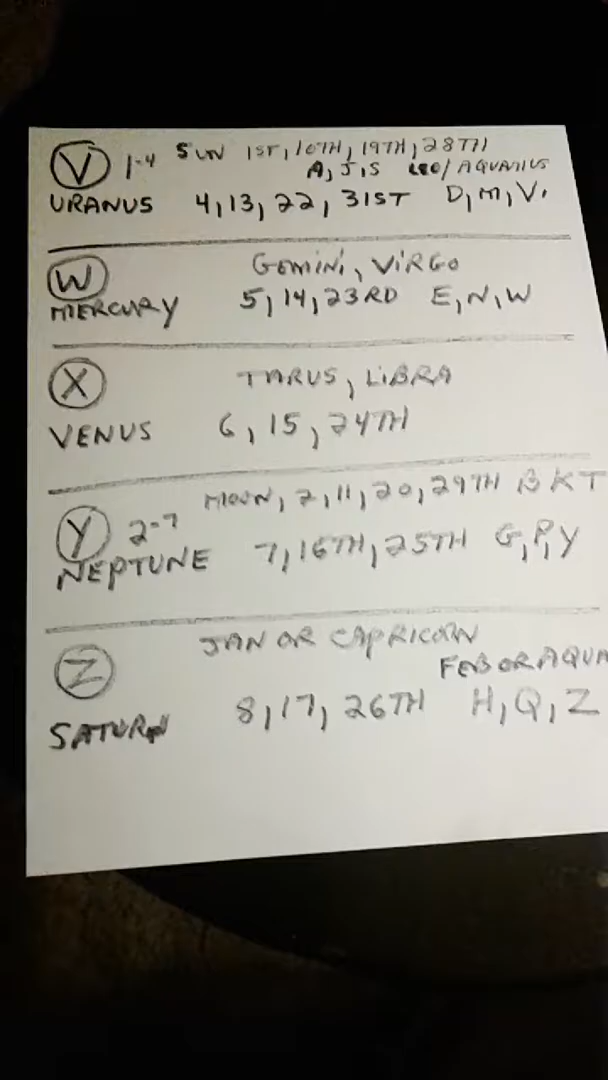 V 1-4 SUN 1ST, 10TH, 19TH, 28TH
A, J, S LEO/AQUARIUS
URANUS 4, 13, 22, 31ST D, M, V.
W GEMINI, VIRGO
MERCURY 5, 14, 23RD E, N, W
X TARUS, LIBRA
VENUS 6, 15, 24TH
MOON, 2, 11, 20, 29TH B K T
Y 2-7
NEPTUNE 7, 16TH, 25TH G, P, Y
JAN OR CAPRICORN
Z FEB OR AQUA
SATURN 8, 17, 26TH H, Q, Z